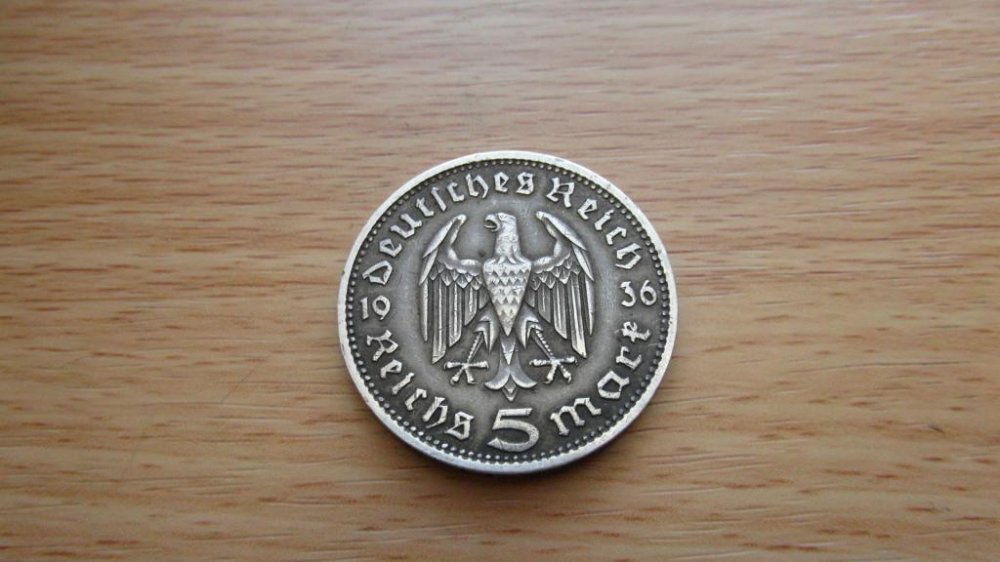 Deutsches Reich
19 36
Reichs 5 mark